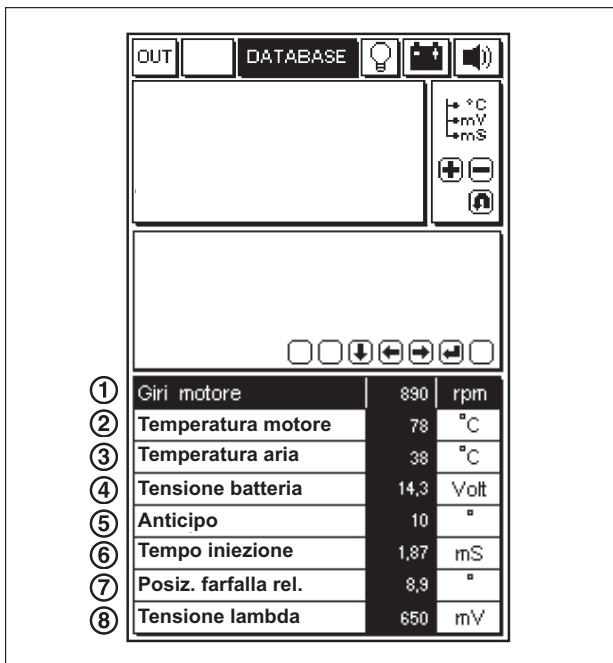 OUT DATABASE
°C
mV
mS
① Giri motore 890 rpm
② Temperatura motore 78 °C
③ Temperatura aria 38 °C
④ Tensione batteria 14,3 Volt
⑤ Anticipo 10 °
⑥ Tempo iniezione 1,87 mS
⑦ Posiz. farfalla rel. 8,9 °
⑧ Tensione lambda 650 mV